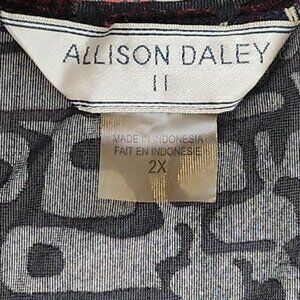 ALLISON DALEY
II
MADE IN INDONESIA
FAIT EN INDONESIE
2X